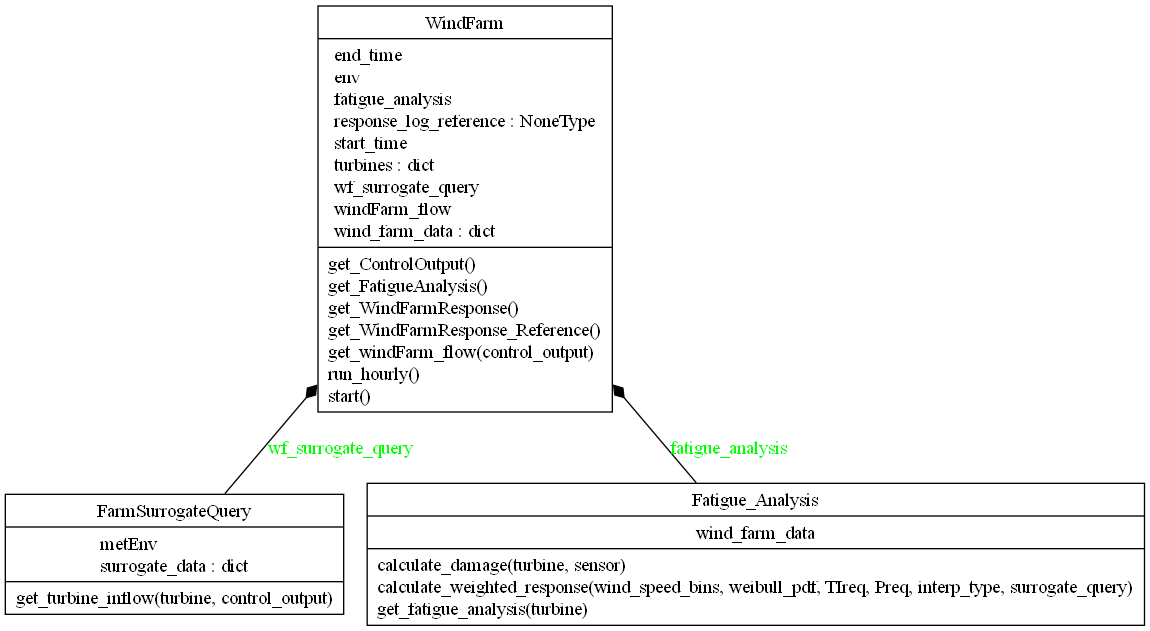 WindFarm
end_time
env
fatigue_analysis
response_log_reference : NoneType
start_time
turbines : dict
wf_surrogate_query
windFarm_flow
wind_farm_data : dict
get_ControlOutput()
get_FatigueAnalysis()
get_WindFarmResponse()
get_WindFarmResponse_Reference()
get_windFarm_flow(control_output)
run_hourly()
start()
wf_surrogate_query
fatigue_analysis
FarmSurrogateQuery
metEnv
surrogate_data : dict
get_turbine_inflow(turbine, control_output)
Fatigue_Analysis
wind_farm_data
calculate_damage(turbine, sensor)
calculate_weighted_response(wind_speed_bins, weibull_pdf, TIreq, Preq, interp_type, surrogate_query)
get_fatigue_analysis(turbine)